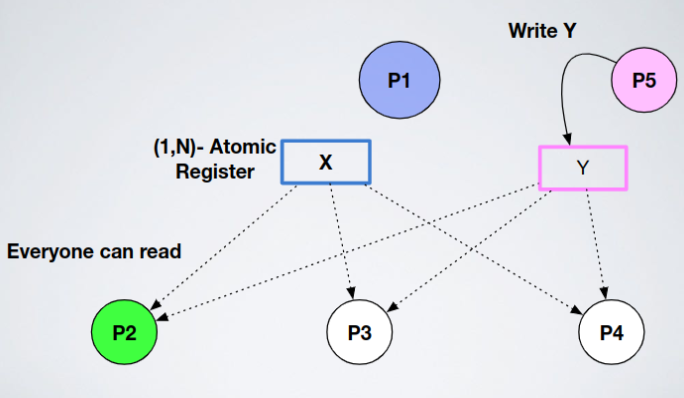 Write Y
P1
P5
(1,N)- Atomic
Register
X
Y
Everyone can read
P2
P3
P4